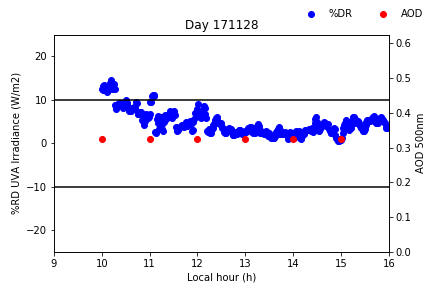 %DR AOD
Day 171128
%RD UVA Irradiance (W/m2)
20
10
0
−10
−20
0.6
0.5
0.4
0.3
0.2
0.1
0.0
AOD 500nm
9 10 11 12 13 14 15 16
Local hour (h)